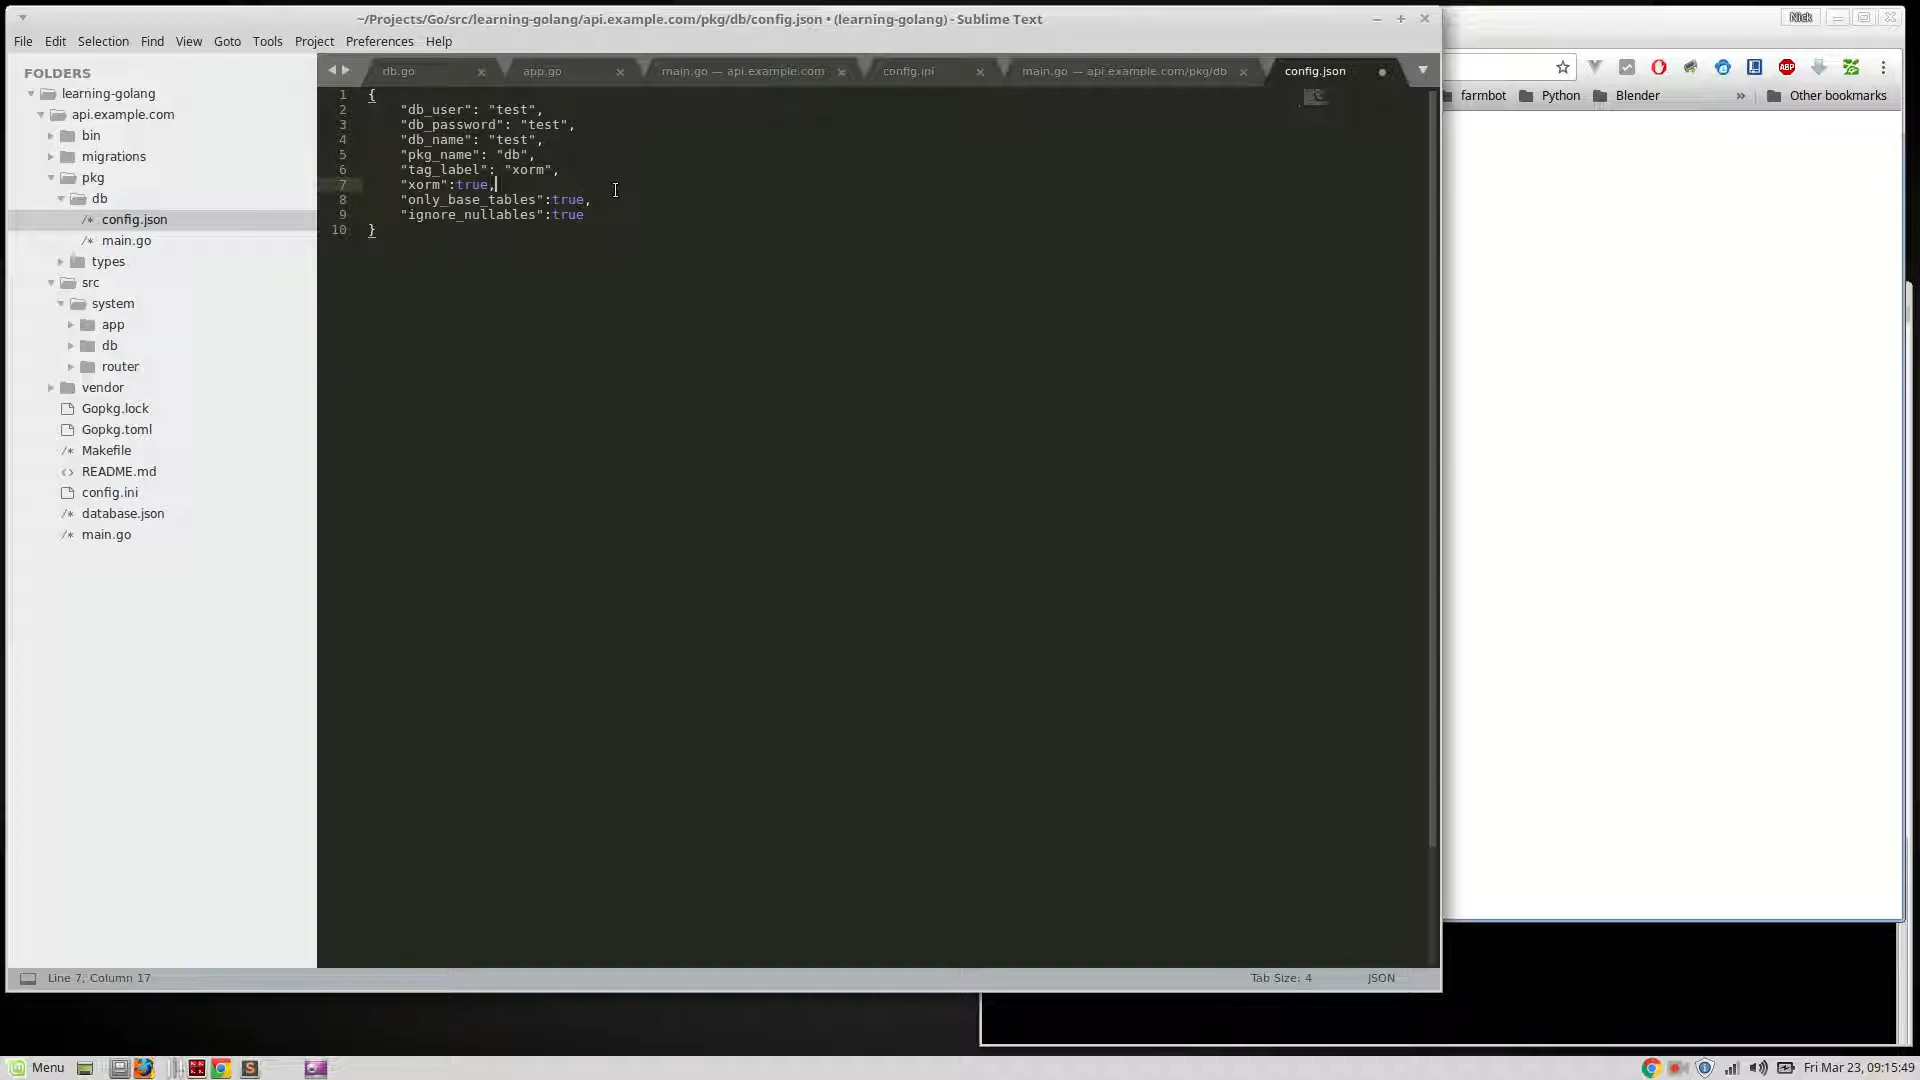 ~/Projects/Go/src/learning-golang/api.example.com/pkg/db/config.json • (learning-golang) - Sublime Text
Nick
File Edit Selection Find View Goto Tools Project Preferences Help
FOLDERS
learning-golang
api.example.com
bin
migrations
pkg
db
/* config.json
/* main.go
types
src
system
app
db
router
vendor
Gopkg.lock
Gopkg.toml
/* Makefile
<> README.md
config.ini
/* database.json
/* main.go
db.go
app.go
main.go — api.example.com
config.ini
main.go — api.example.com/pkg/db
config.json
1 {
2 "db_user": "test",
3 "db_password": "test",
4 "db_name": "test",
5 "pkg_name": "db",
6 "tag_label": "xorm",
7 "xorm":true,
8 "only_base_tables":true,
9 "ignore_nullables":true
10 }
ABP
farmbot Python Blender » Other bookmarks
Line 7, Column 17
Tab Size: 4
JSON
Menu
Fri Mar 23, 09:15:49